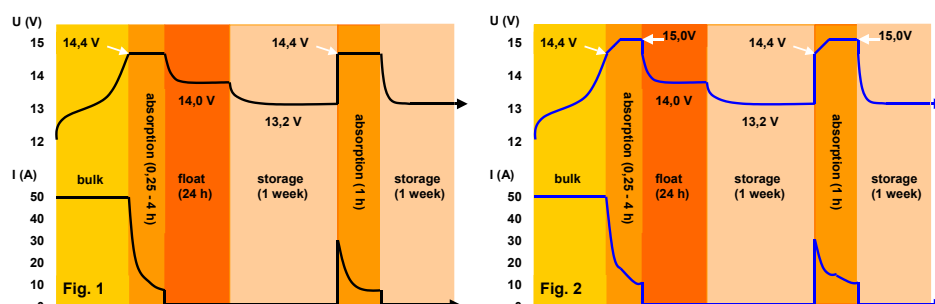 U (V)
15
14
13
12
I (A)
50
40
30
20
10
0
14,4 V
14,0 V
13,2 V
14,4 V
bulk
absorption (0,25 - 4 h)
float
(24 h)
storage
(1 week)
absorption (1 h)
storage
(1 week)
Fig. 1
U (V)
15
14
13
12
I (A)
50
40
30
20
10
0
14,4 V
15,0V
14,0 V
13,2 V
14,4 V
15,0V
bulk
absorption (0,25 - 4 h)
float
(24 h)
storage
(1 week)
absorption (1 h)
storage
(1 week)
Fig. 2